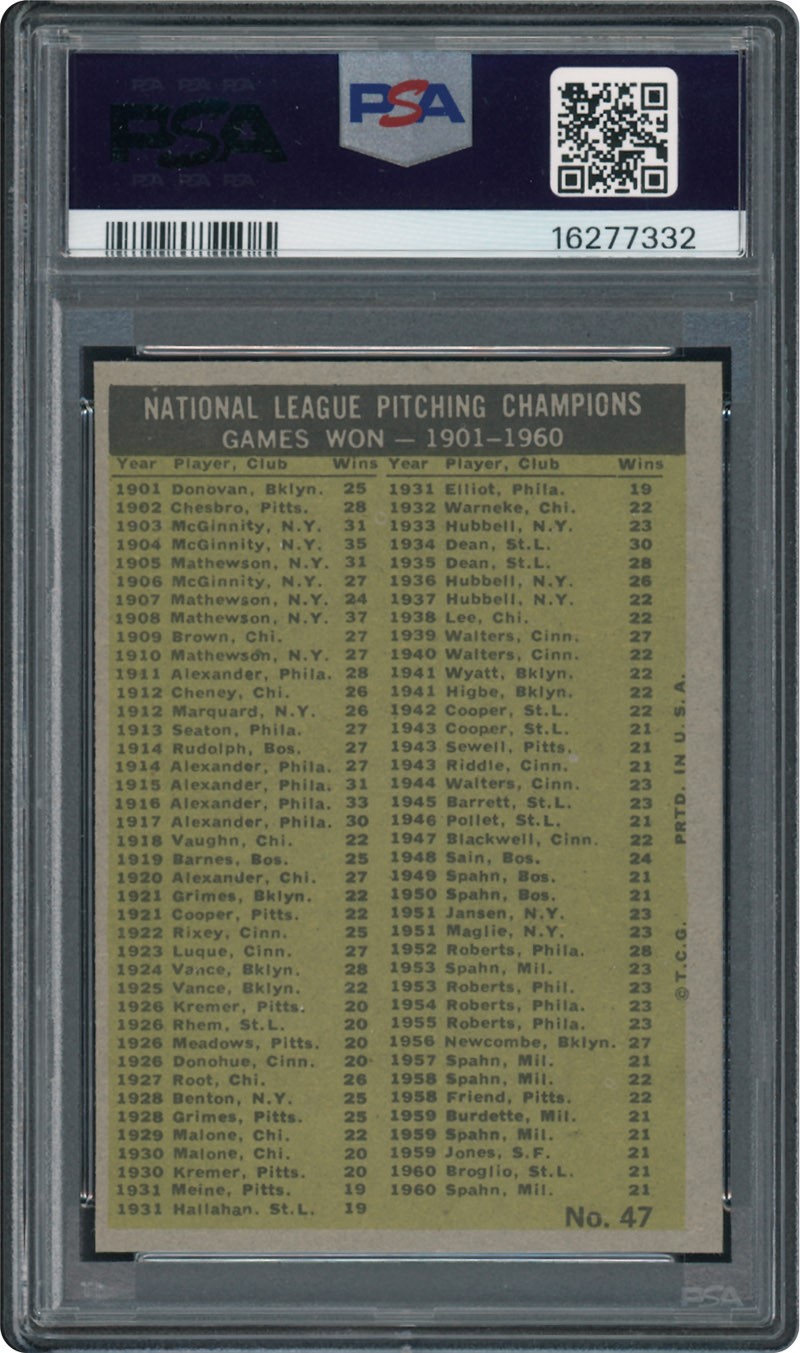 PSA PSA PSA
PSA
PSA PSA PSA
PSA
16277332
NATIONAL LEAGUE PITCHING CHAMPIONS
GAMES WON — 1901–1960
Year Player, Club Wins
1901 Donovan, Bklyn. 25
1902 Chesbro, Pitts. 28
1903 McGinnity, N.Y. 31
1904 McGinnity, N.Y. 35
1905 Mathewson, N.Y. 31
1906 McGinnity, N.Y. 27
1907 Mathewson, N.Y. 24
1908 Mathewson, N.Y. 37
1909 Brown, Chi. 27
1910 Mathewson, N.Y. 27
1911 Alexander, Phila. 28
1912 Cheney, Chi. 26
1912 Marquard, N.Y. 26
1913 Seaton, Phila. 27
1914 Rudolph, Bos. 27
1914 Alexander, Phila. 27
1915 Alexander, Phila. 31
1916 Alexander, Phila. 33
1917 Alexander, Phila. 30
1918 Vaughn, Chi. 22
1919 Barnes, Bos. 25
1920 Alexander, Chi. 27
1921 Grimes, Bklyn. 22
1921 Cooper, Pitts. 22
1922 Rixey, Cinn. 25
1923 Luque, Cinn. 27
1924 Vance, Bklyn. 28
1925 Vance, Bklyn. 22
1926 Kremer, Pitts. 20
1926 Rhem, St.L. 20
1926 Meadows, Pitts. 20
1926 Donohue, Cinn. 20
1927 Root, Chi. 26
1928 Benton, N.Y. 25
1928 Grimes, Pitts. 25
1929 Malone, Chi. 22
1930 Malone, Chi. 20
1930 Kremer, Pitts. 20
1931 Meine, Pitts. 19
1931 Hallahan. St.L. 19
Year Player, Club Wins
1931 Elliot, Phila. 19
1932 Warneke, Chi. 22
1933 Hubbell, N.Y. 23
1934 Dean, St.L. 30
1935 Dean, St.L. 28
1936 Hubbell, N.Y. 26
1937 Hubbell, N.Y. 22
1938 Lee, Chi. 22
1939 Walters, Cinn. 27
1940 Walters, Cinn. 22
1941 Wyatt, Bklyn. 22
1941 Higbe, Bklyn. 22
1942 Cooper, St.L. 22
1943 Cooper, St.L. 21
1943 Sewell, Pitts. 21
1943 Riddle, Cinn. 21
1944 Walters, Cinn. 23
1945 Barrett, St.L. 23
1946 Pollet, St.L. 21
1947 Blackwell, Cinn. 22
1948 Sain, Bos. 24
1949 Spahn, Bos. 21
1950 Spahn, Bos. 21
1951 Jansen, N.Y. 23
1951 Maglie, N.Y. 23
1952 Roberts, Phila. 28
1953 Spahn, Mil. 23
1953 Roberts, Phil. 23
1954 Roberts, Phila. 23
1955 Roberts, Phila. 23
1956 Newcombe, Bklyn. 27
1957 Spahn, Mil. 21
1958 Spahn, Mil. 22
1958 Friend, Pitts. 22
1959 Burdette, Mil. 21
1959 Spahn, Mil. 21
1959 Jones, S.F. 21
1960 Broglio, St.L. 21
1960 Spahn, Mil. 21
No. 47
© T.C.G. PRTD. IN U.S.A.
PSA